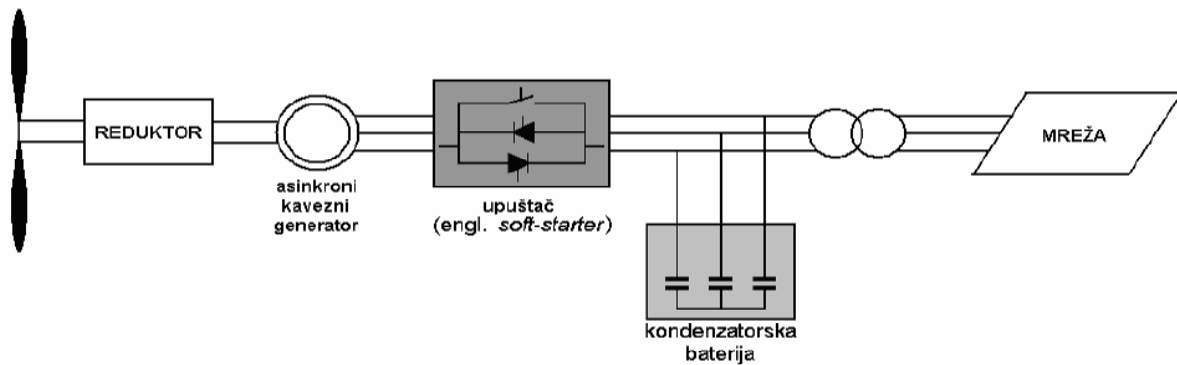 REDUKTOR
asinkroni
kavezni
generator
upuštač
(engl. soft-starter)
kondenzatorska
baterija
MREŽA